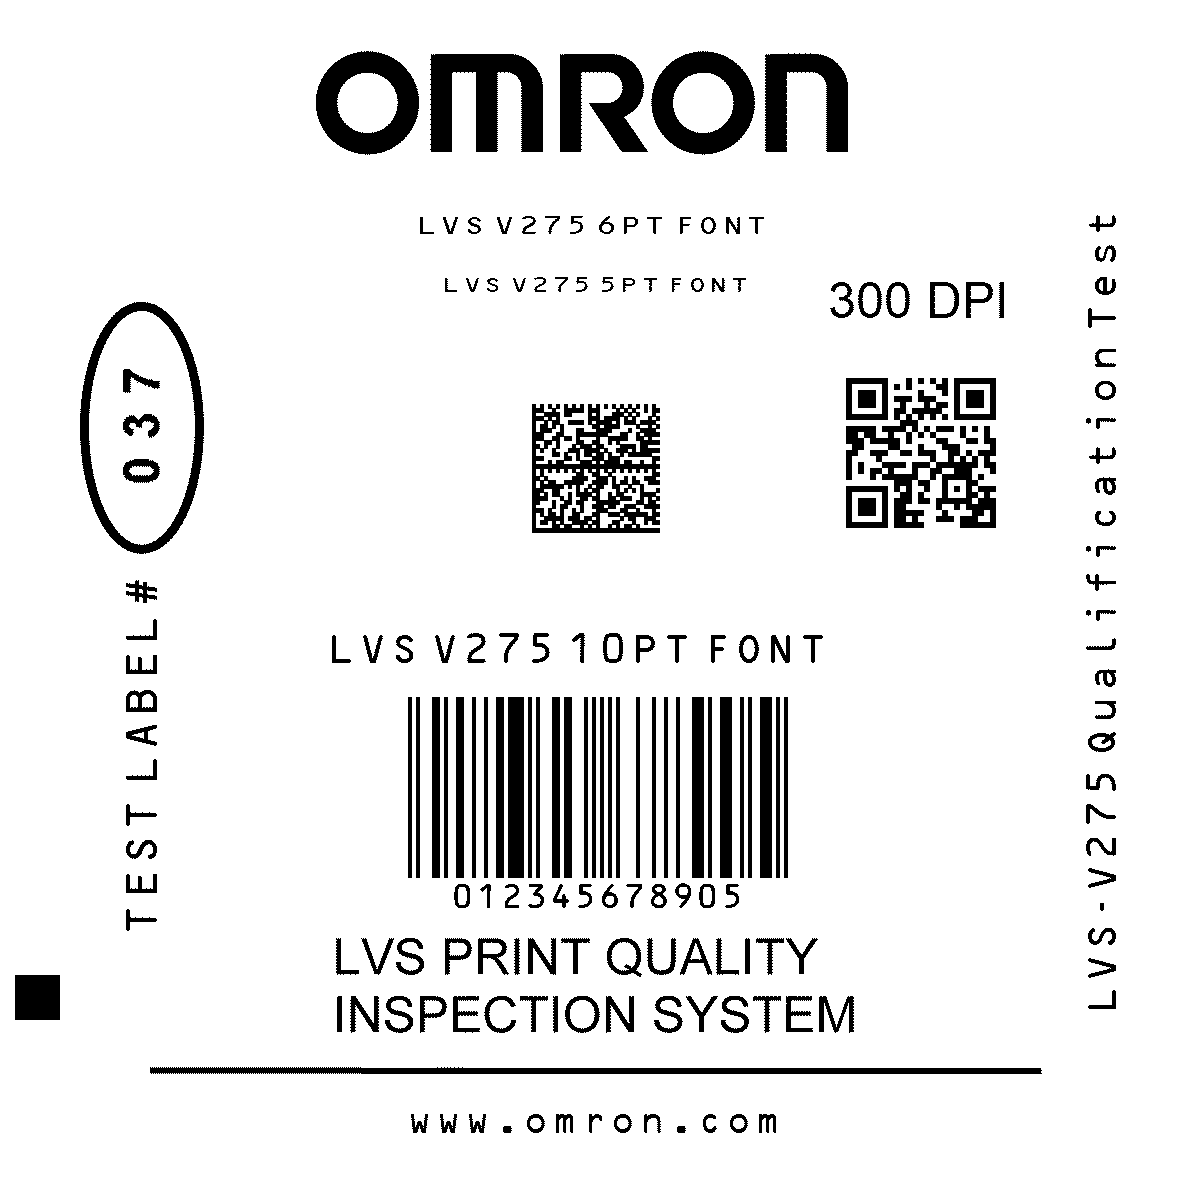 OMRON
LVS V275 6PT FONT
LVS V275 5PT FONT
300 DPI
TEST LABEL # 037
LVS-V275 Qualification Test
LVS V275 10PT FONT
012345678905
LVS PRINT QUALITY
INSPECTION SYSTEM
www.omron.com